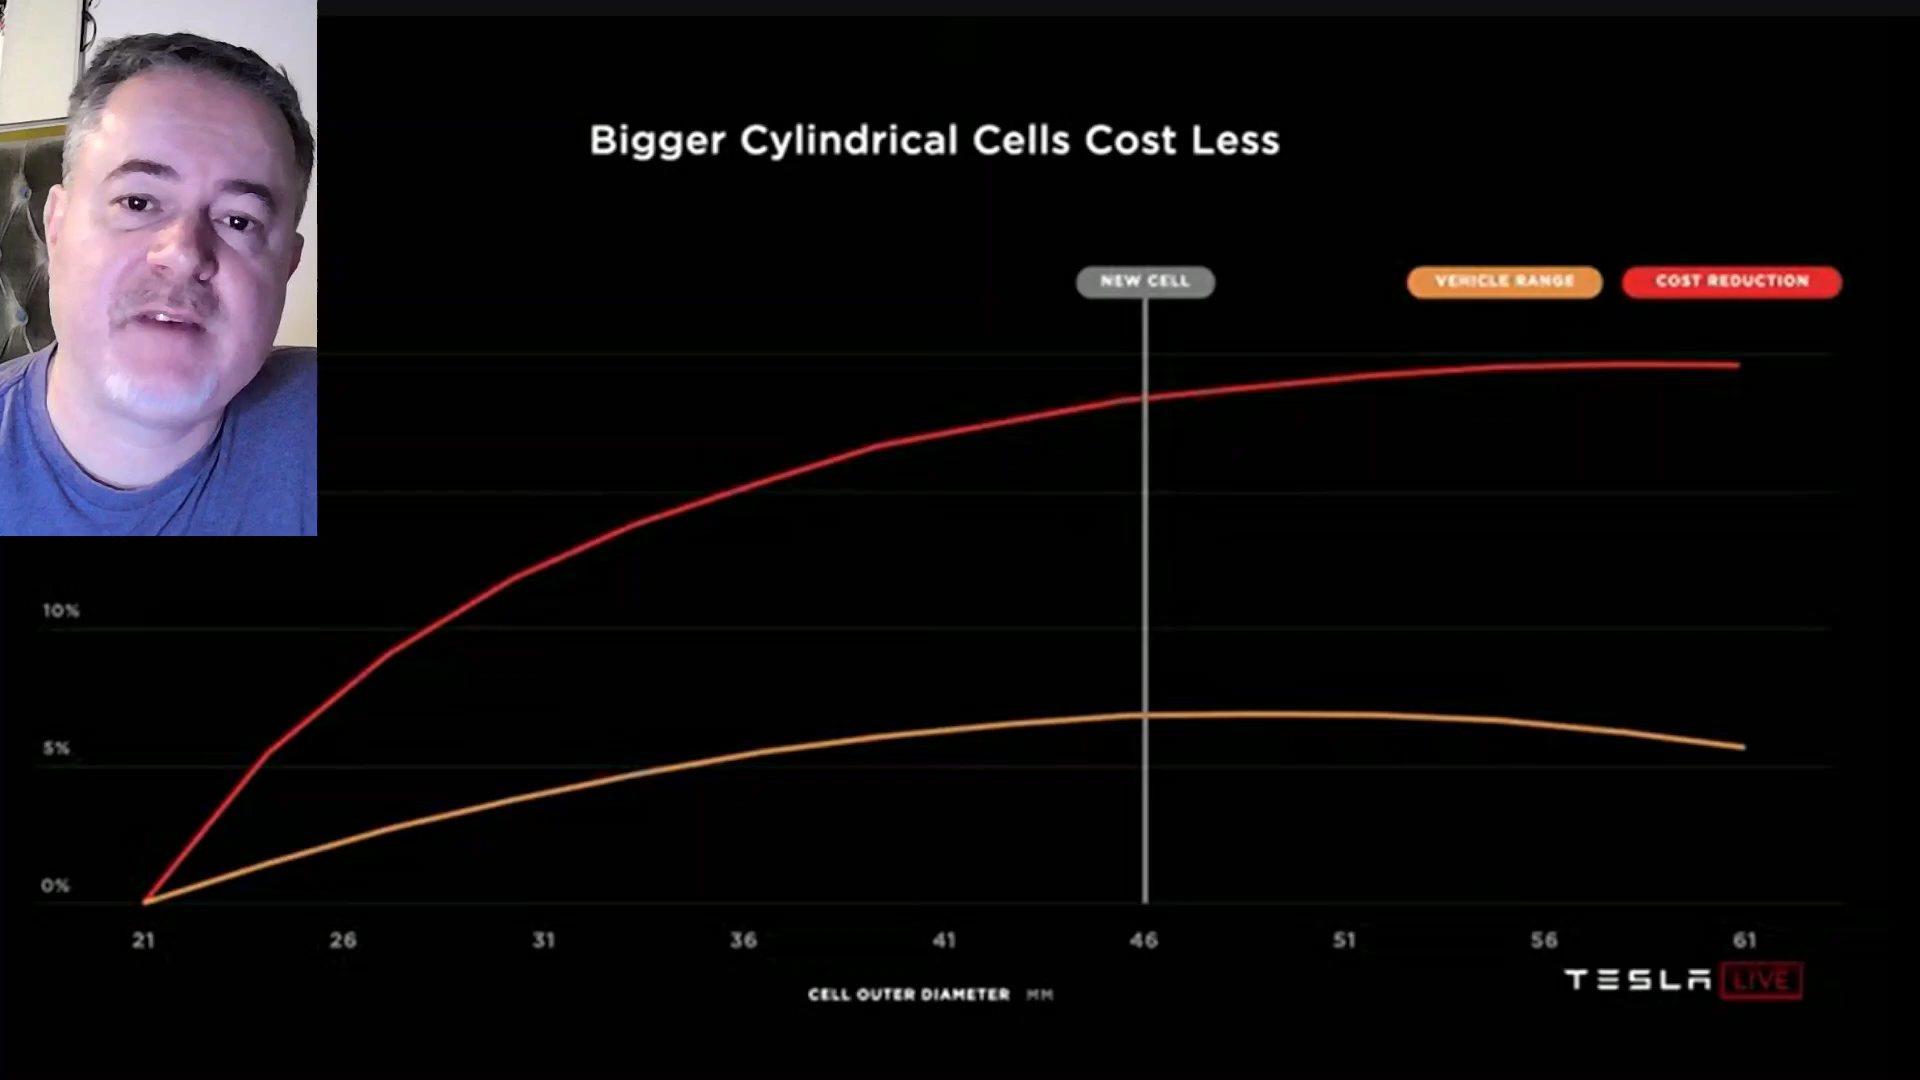 Bigger Cylindrical Cells Cost Less
NEW CELL
VEHICLE RANGE
COST REDUCTION
10%
5%
0%
21 26 31 36 41 46 51 56 61
CELL OUTER DIAMETER MM
TESLA LIVE